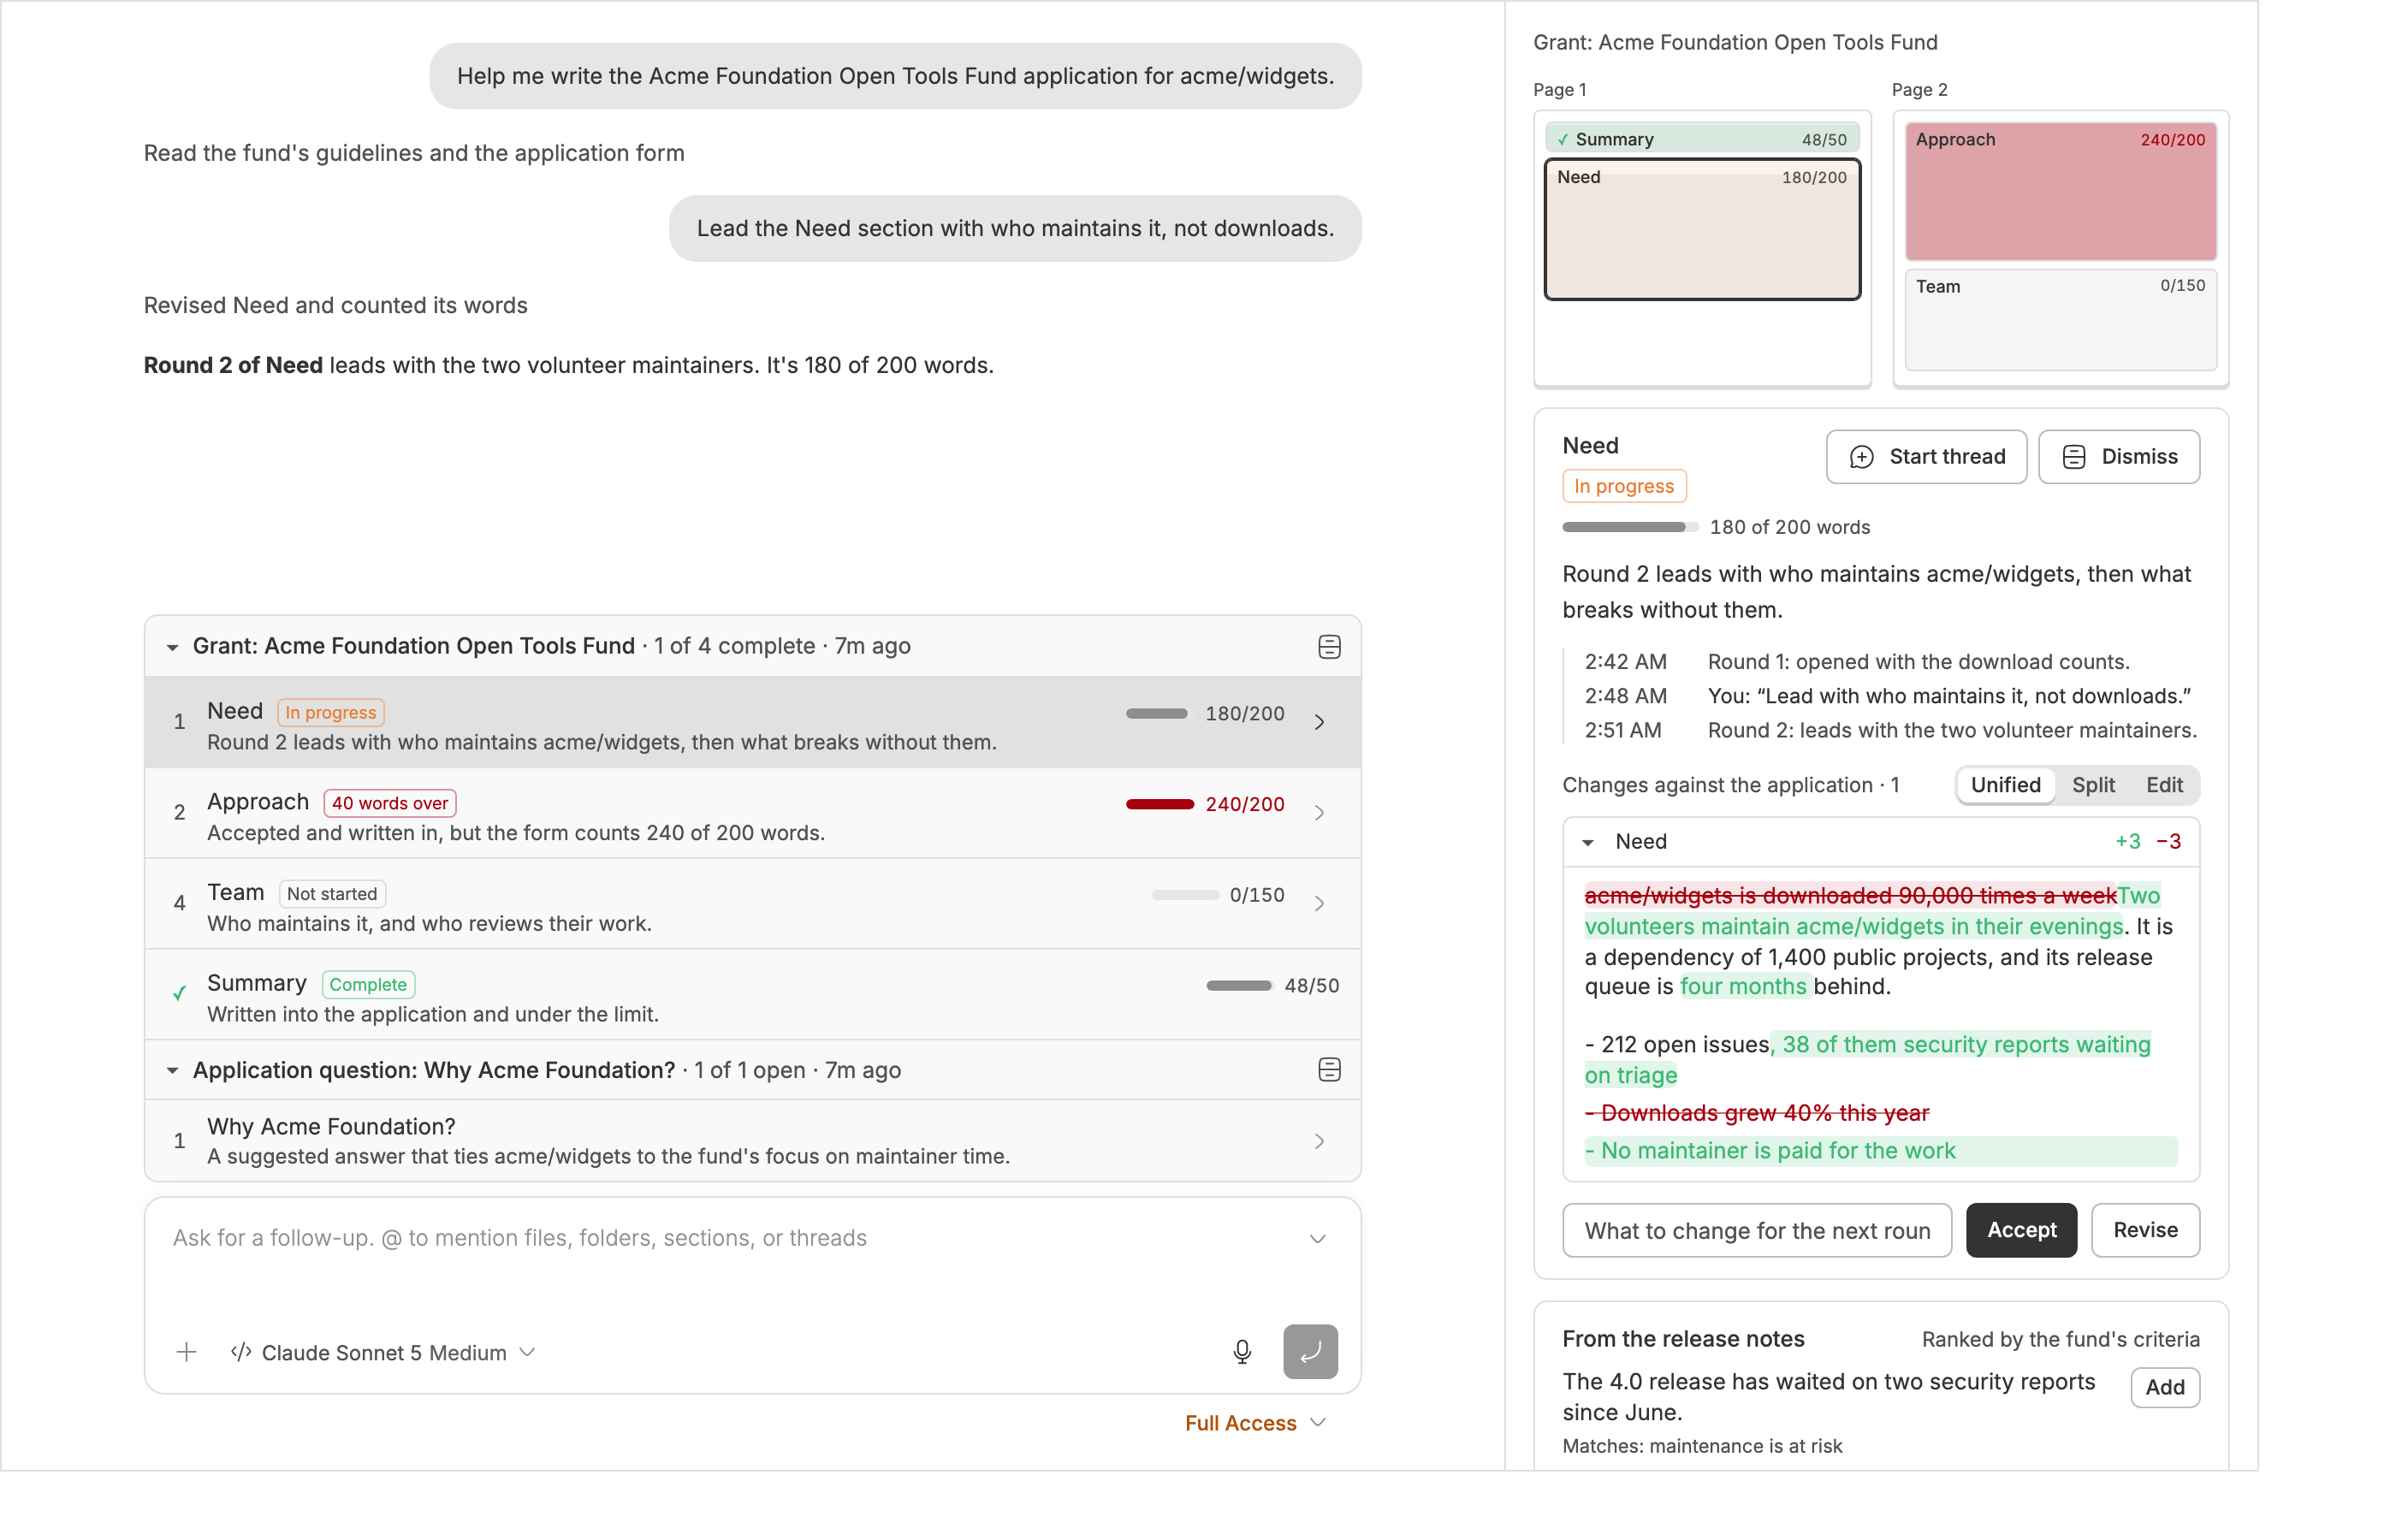 Help me write the Acme Foundation Open Tools Fund application for acme/widgets.
Read the fund's guidelines and the application form
Lead the Need section with who maintains it, not downloads.
Revised Need and counted its words
Round 2 of Need leads with the two volunteer maintainers. It's 180 of 200 words.
Grant: Acme Foundation Open Tools Fund · 1 of 4 complete · 7m ago
1
Need In progress
180/200
Round 2 leads with who maintains acme/widgets, then what breaks without them.
2
Approach 40 words over
240/200
Accepted and written in, but the form counts 240 of 200 words.
4
Team Not started
0/150
Who maintains it, and who reviews their work.
Summary Complete
48/50
Written into the application and under the limit.
Application question: Why Acme Foundation? · 1 of 1 open · 7m ago
1
Why Acme Foundation?
A suggested answer that ties acme/widgets to the fund's focus on maintainer time.
Ask for a follow-up. @ to mention files, folders, sections, or threads
Claude Sonnet 5 Medium
Full Access
Grant: Acme Foundation Open Tools Fund
Page 1
✓ Summary 48/50
Need 180/200
Page 2
Approach 240/200
Team 0/150
Need
Start thread
Dismiss
In progress
180 of 200 words
Round 2 leads with who maintains acme/widgets, then what
breaks without them.
2:42 AM Round 1: opened with the download counts.
2:48 AM You: “Lead with who maintains it, not downloads.”
2:51 AM Round 2: leads with the two volunteer maintainers.
Changes against the application · 1
Unified Split Edit
Need +3 −3
acme/widgets is downloaded 90,000 times a weekTwo
volunteers maintain acme/widgets in their evenings. It is
a dependency of 1,400 public projects, and its release
queue is four months behind.
- 212 open issues, 38 of them security reports waiting
on triage
- Downloads grew 40% this year
- No maintainer is paid for the work
What to change for the next roun
Accept
Revise
From the release notes
Ranked by the fund's criteria
The 4.0 release has waited on two security reports
since June.
Add
Matches: maintenance is at risk